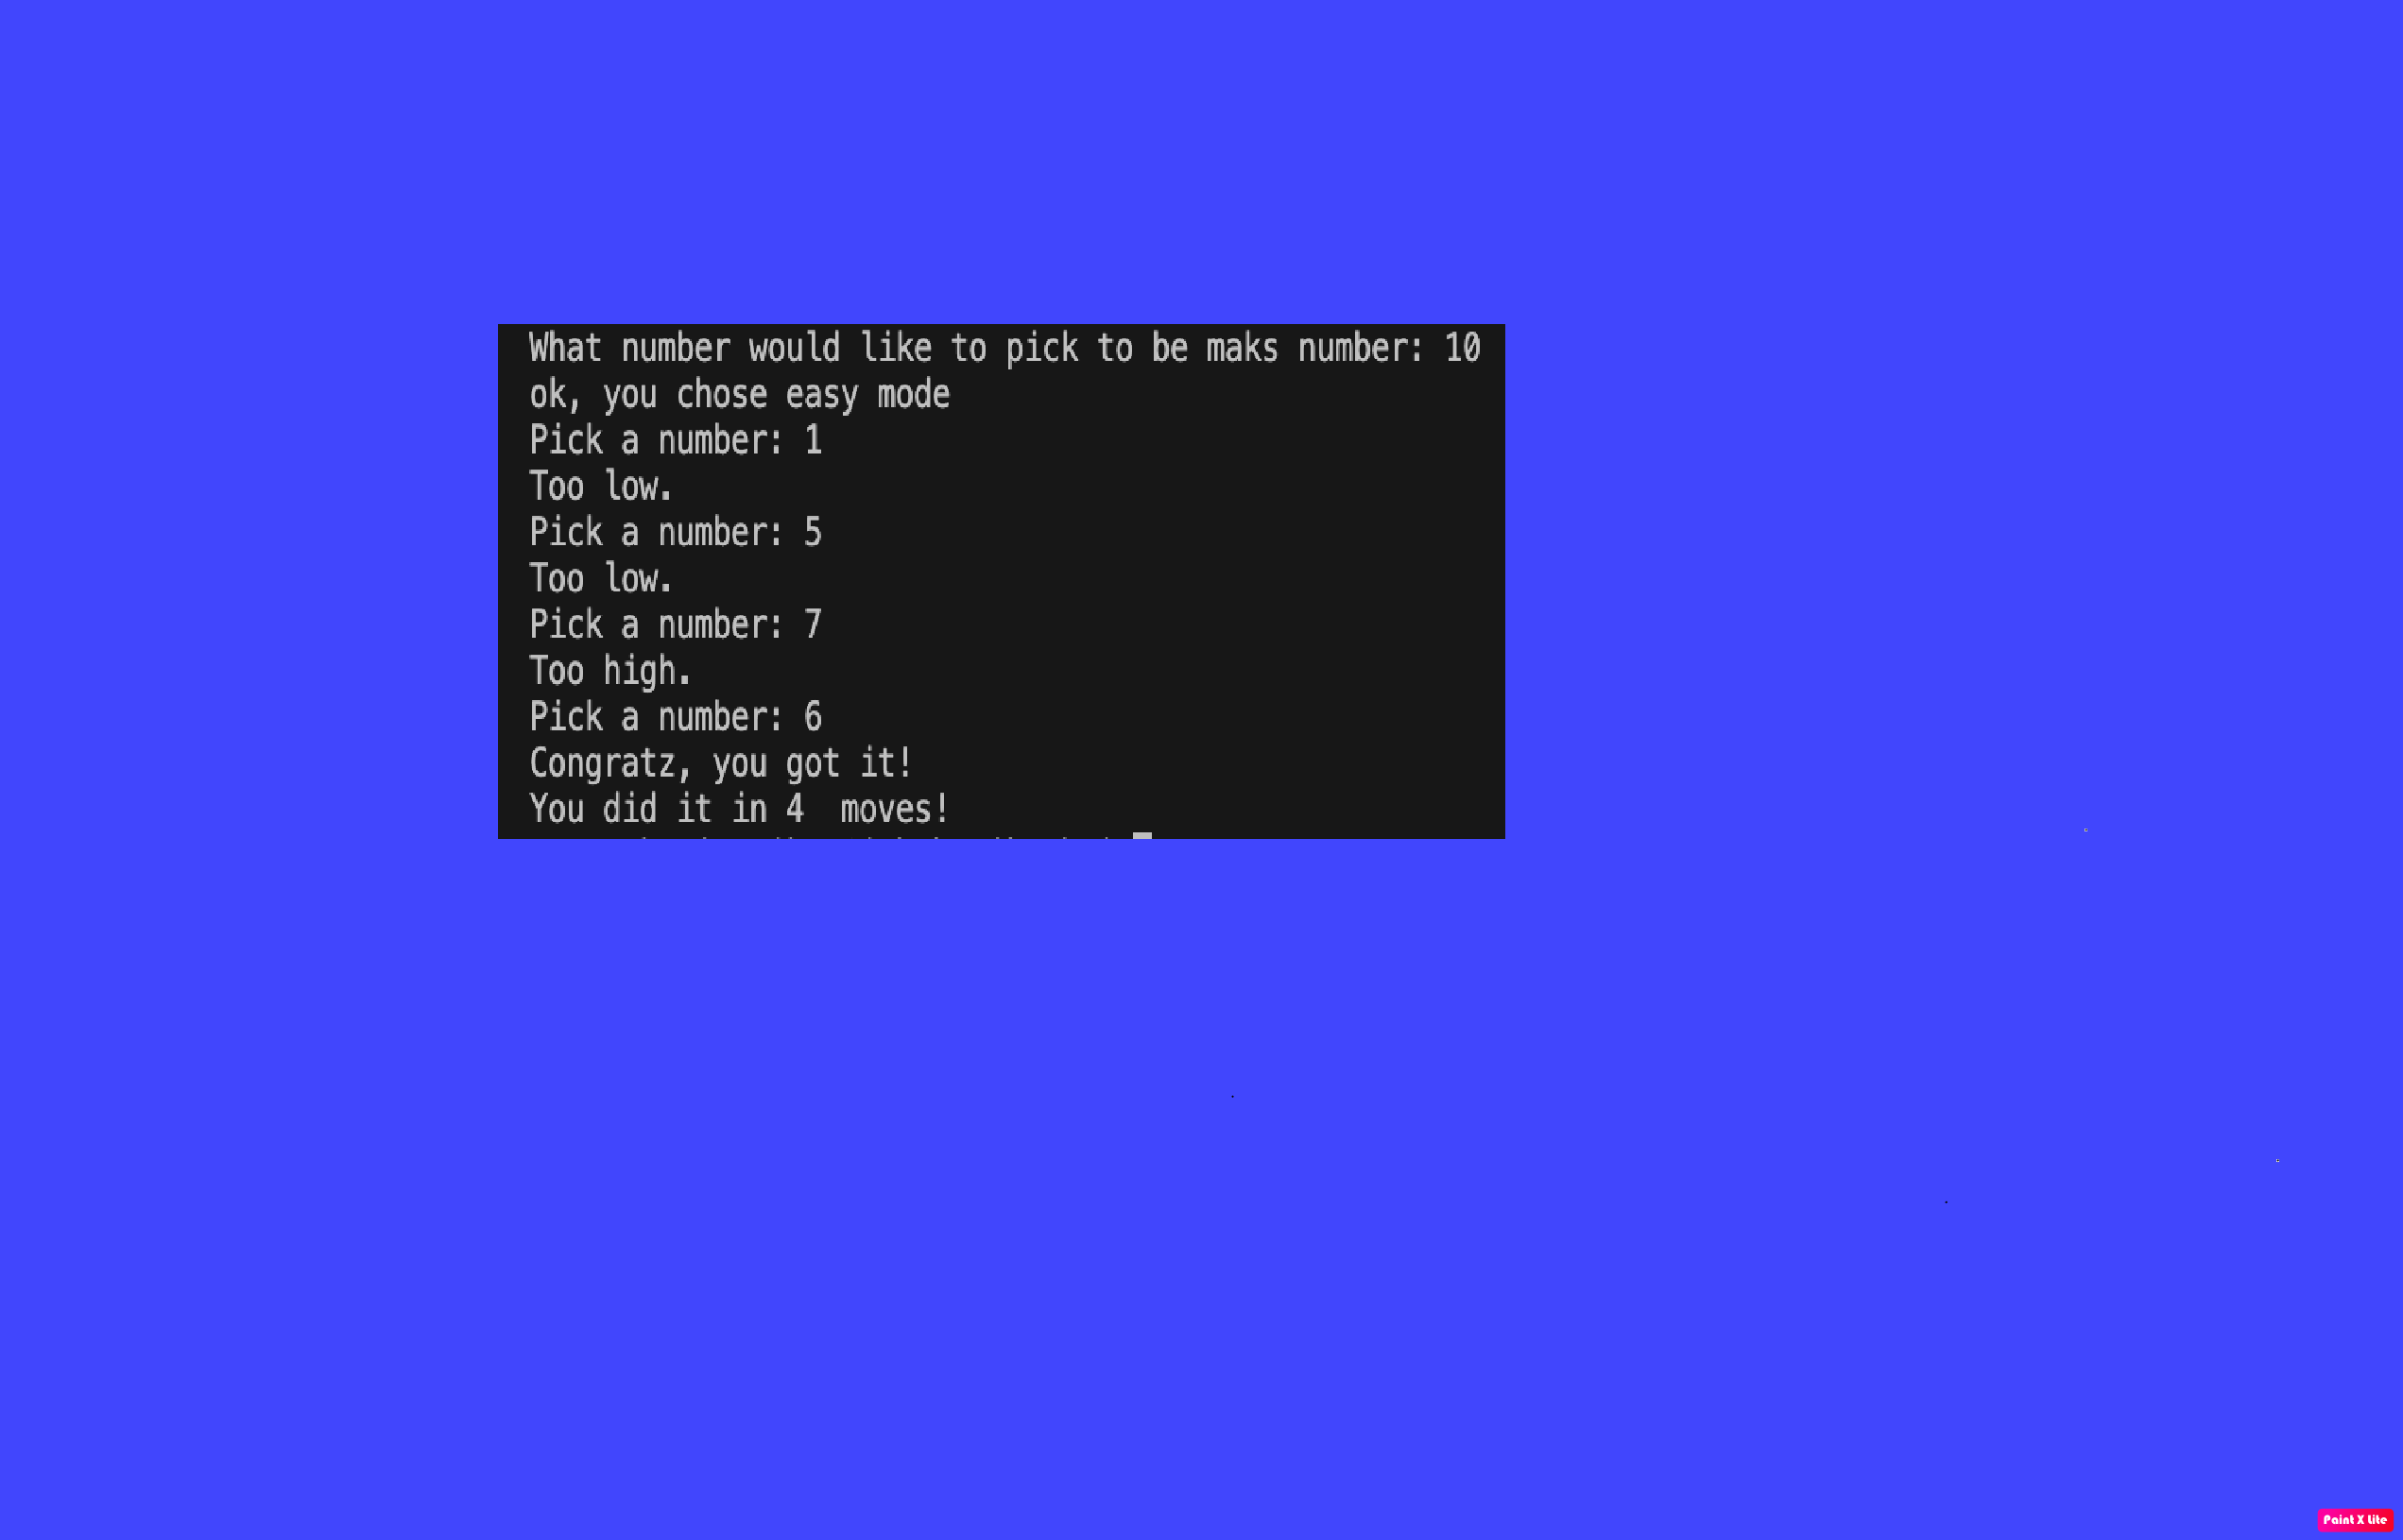 What number would like to pick to be maks number: 10
ok, you chose easy mode
Pick a number: 1
Too low.
Pick a number: 5
Too low.
Pick a number: 7
Too high.
Pick a number: 6
Congratz, you got it!
You did it in 4  moves!
Paint X Lite